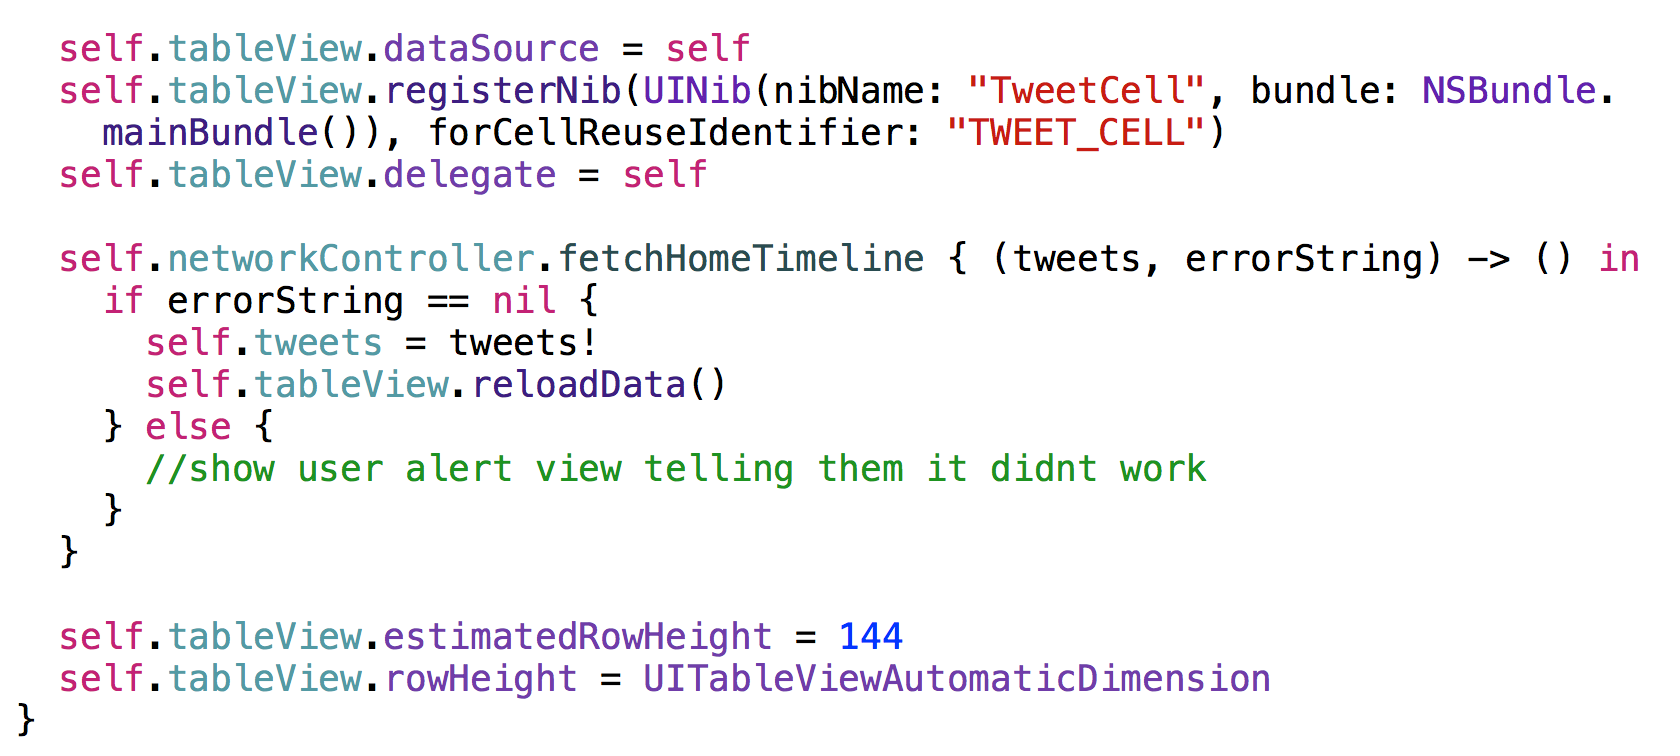 self.tableView.dataSource = self
self.tableView.registerNib(UINib(nibName: "TweetCell", bundle: NSBundle.
mainBundle()), forCellReuseIdentifier: "TWEET_CELL")
self.tableView.delegate = self
self.networkController.fetchHomeTimeline { (tweets, errorString) -> () in
if errorString == nil {
self.tweets = tweets!
self.tableView.reloadData()
} else {
//show user alert view telling them it didnt work
}
}
self.tableView.estimatedRowHeight = 144
self.tableView.rowHeight = UITableViewAutomaticDimension
}